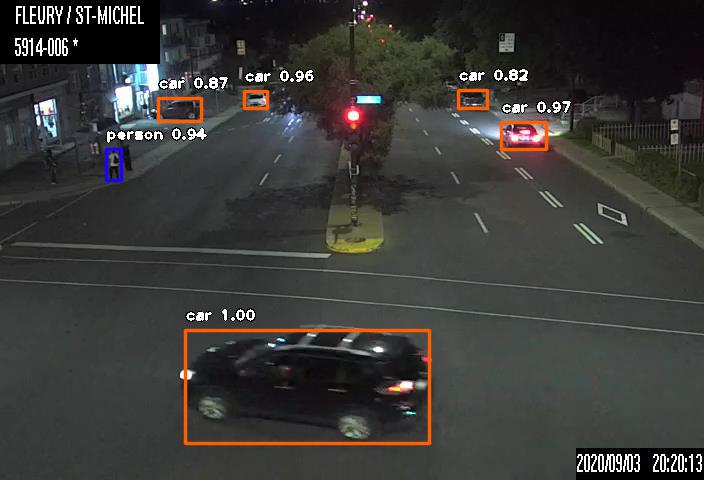 FLEURY / ST-MICHEL
5914-006 *
car 0.87
car 0.96
car 0.82
car 0.97
person 0.94
car 1.00
2020/09/03 20:20:13